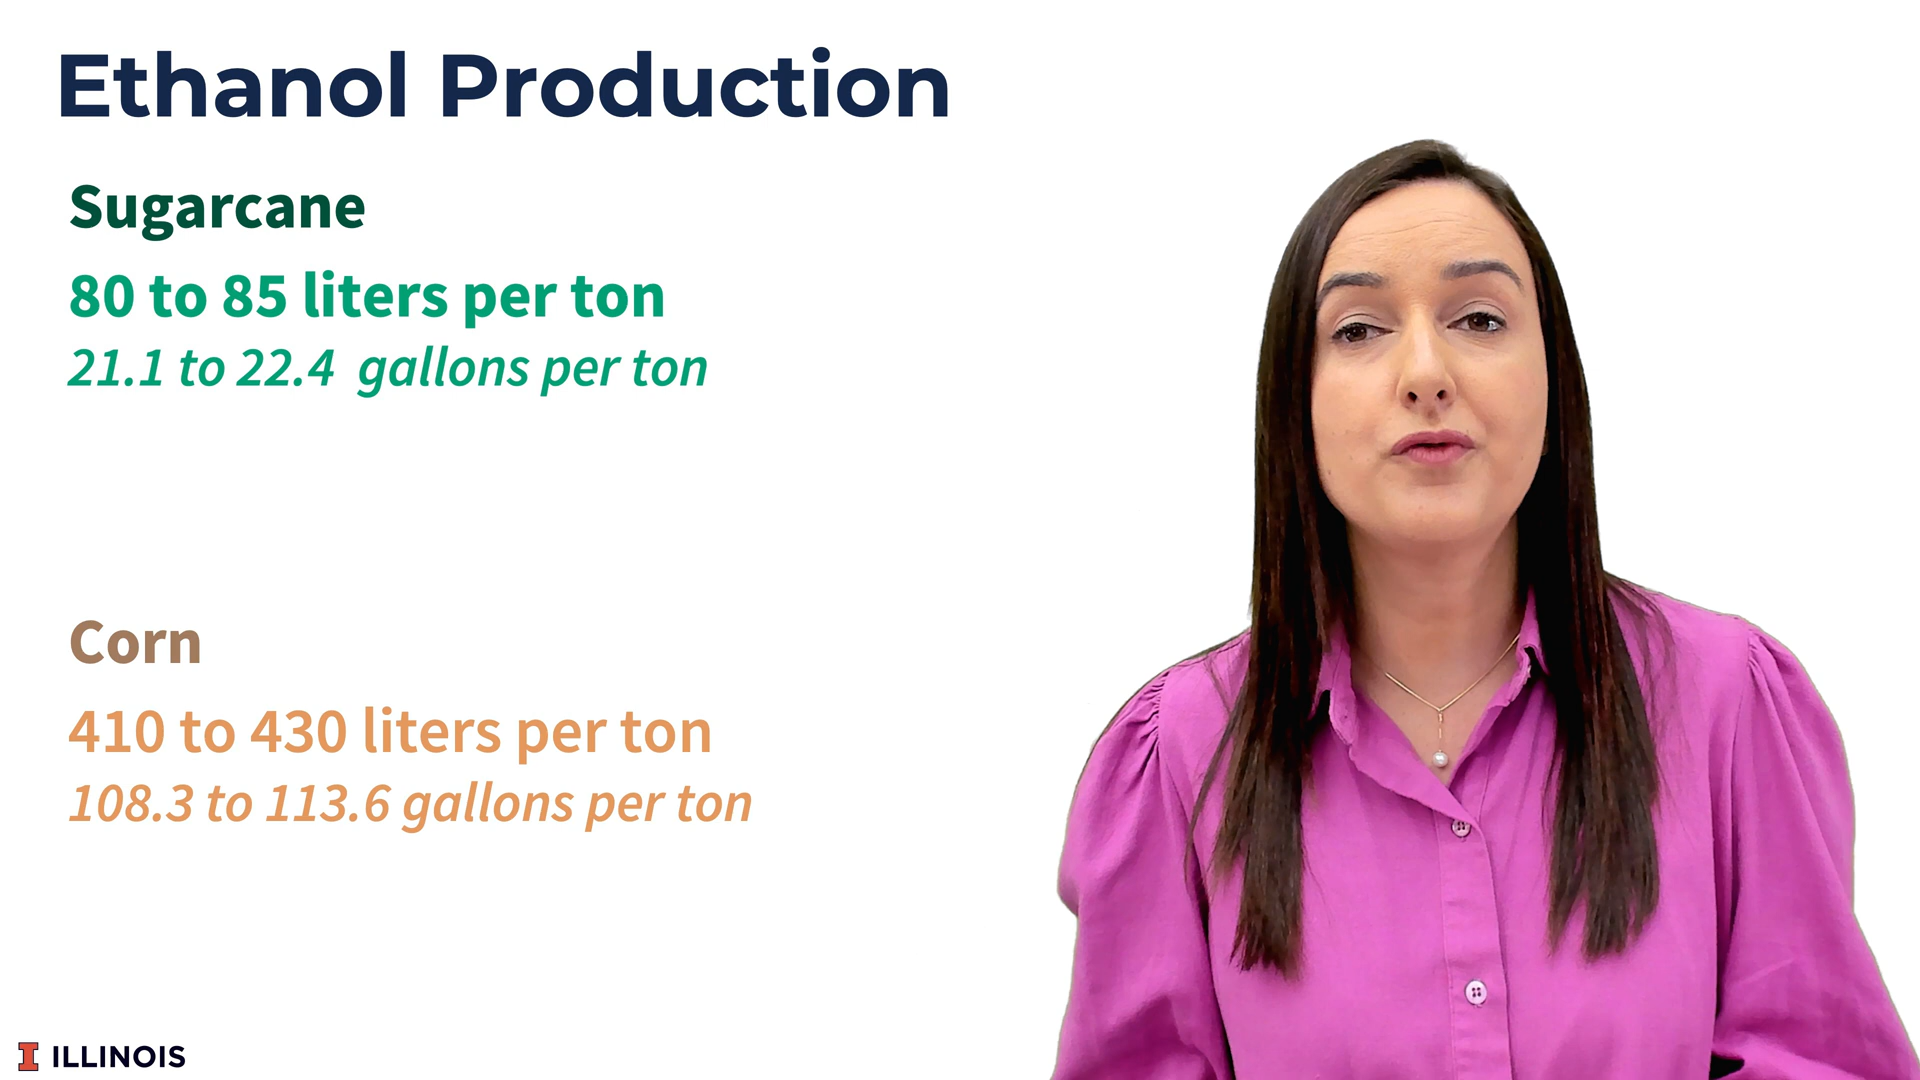 Ethanol Production
Sugarcane
80 to 85 liters per ton
21.1 to 22.4 gallons per ton
Corn
410 to 430 liters per ton
108.3 to 113.6 gallons per ton
ILLINOIS